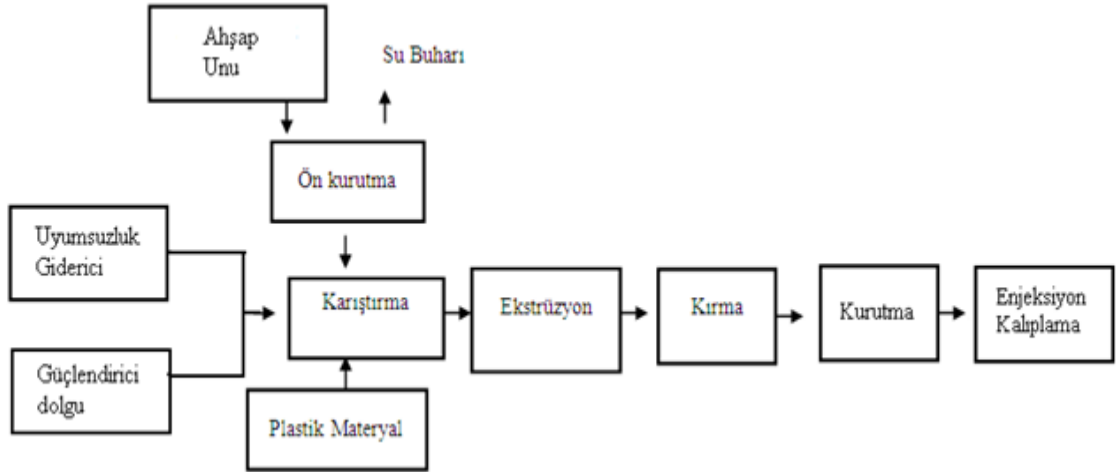 Ahşap
Unu
Su Buharı
Ön kurutma
Uyumsuzluk
Giderici
Karıştırma
Ekstrüzyon
Kırma
Kurutma
Enjeksiyon
Kalıplama
Güçlendirici
dolgu
Plastik Materyal